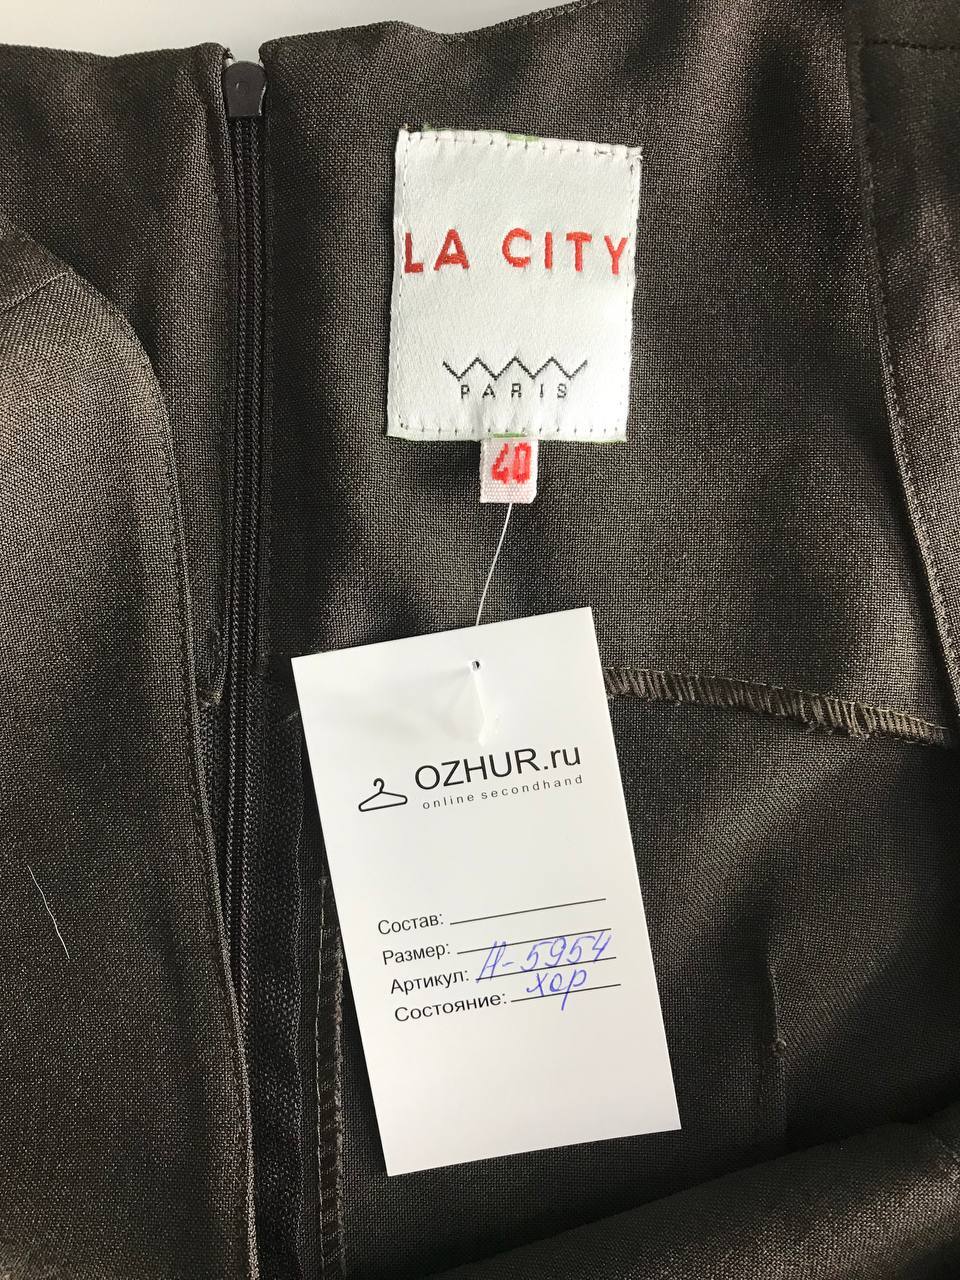 LA CITY
PARIS
40
OZHUR.ru
online secondhand
Состав:
Размер:
Артикул: Н-5954
Состояние: хор